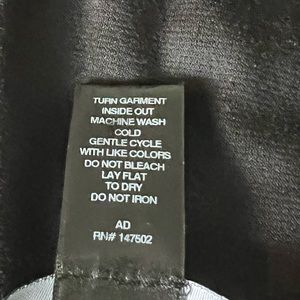 TURN GARMENT
INSIDE OUT
MACHINE WASH
COLD
GENTLE CYCLE
WITH LIKE COLORS
DO NOT BLEACH
LAY FLAT
TO DRY
DO NOT IRON
AD
RN# 147502